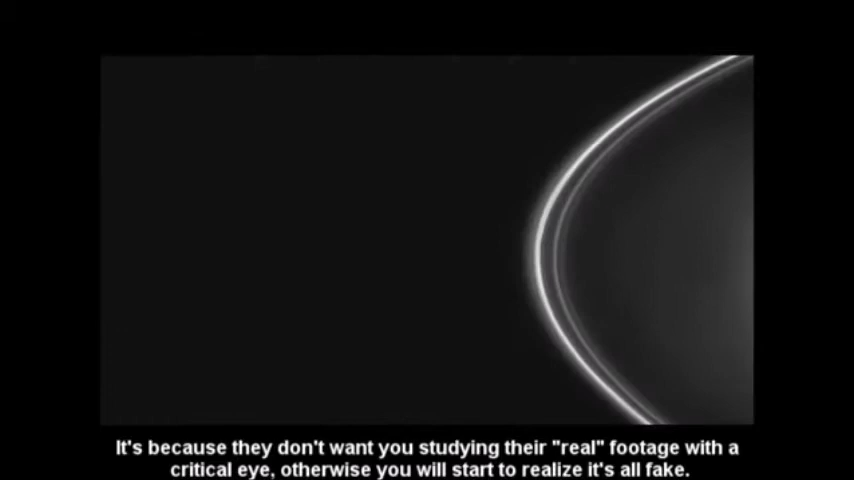 It's because they don't want you studying their "real" footage with a
critical eye, otherwise you will start to realize it's all fake.